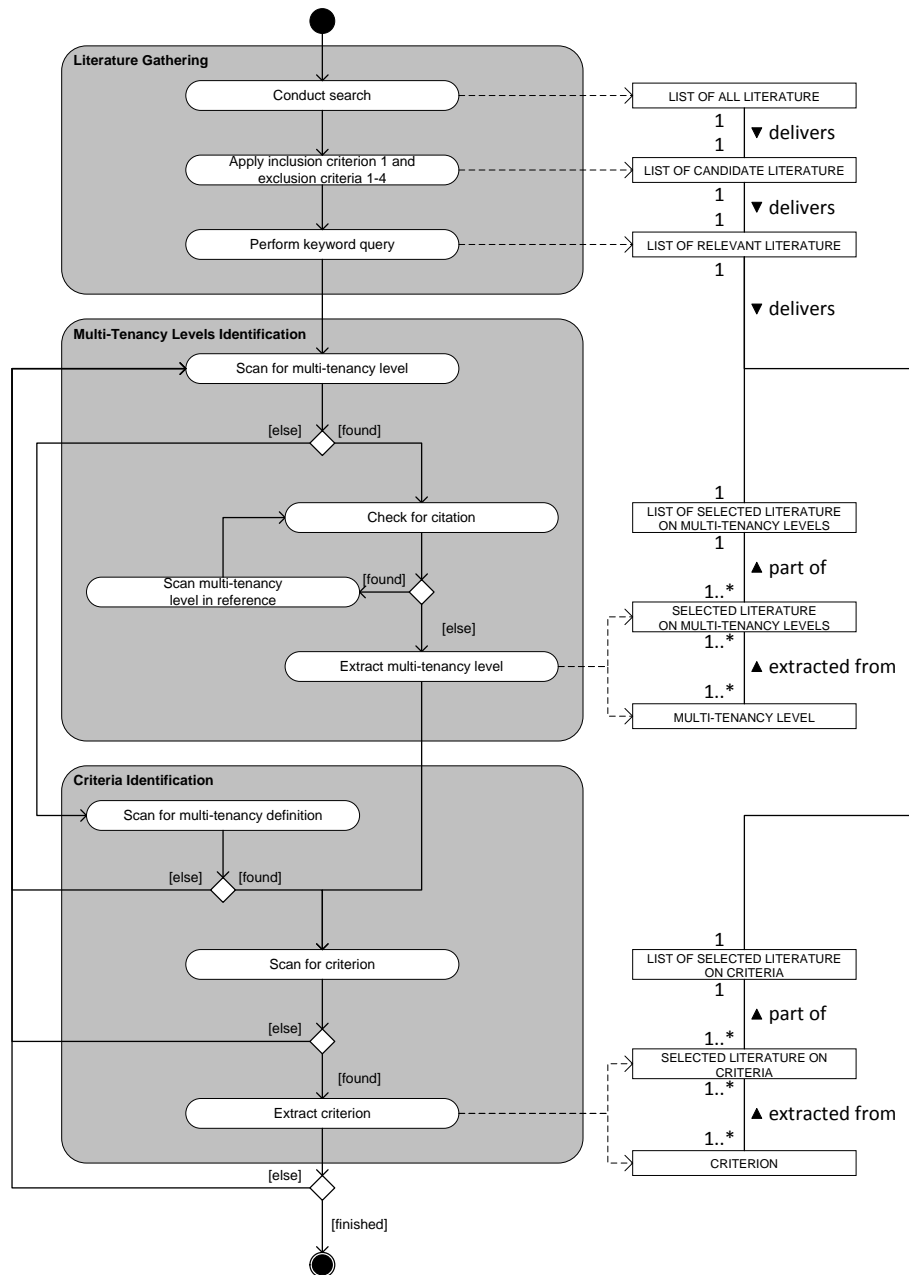 Literature Gathering
Conduct search
LIST OF ALL LITERATURE
1
▼ delivers
1
Apply inclusion criterion 1 and
exclusion criteria 1-4
LIST OF CANDIDATE LITERATURE
1
▼ delivers
1
Perform keyword query
LIST OF RELEVANT LITERATURE
1
▼ delivers
Multi-Tenancy Levels Identification
Scan for multi-tenancy level
[else]
[found]
1
Check for citation
LIST OF SELECTED LITERATURE
ON MULTI-TENANCY LEVELS
1
▲ part of
[found]
Scan multi-tenancy
level in reference
1..*
SELECTED LITERATURE
ON MULTI-TENANCY LEVELS
[else]
1..*
▲ extracted from
Extract multi-tenancy level
1..*
MULTI-TENANCY LEVEL
Criteria Identification
Scan for multi-tenancy definition
[else]
[found]
1
Scan for criterion
LIST OF SELECTED LITERATURE
ON CRITERIA
1
▲ part of
[else]
1..*
SELECTED LITERATURE ON
CRITERIA
[found]
1..*
▲ extracted from
Extract criterion
1..*
CRITERION
[else]
[finished]